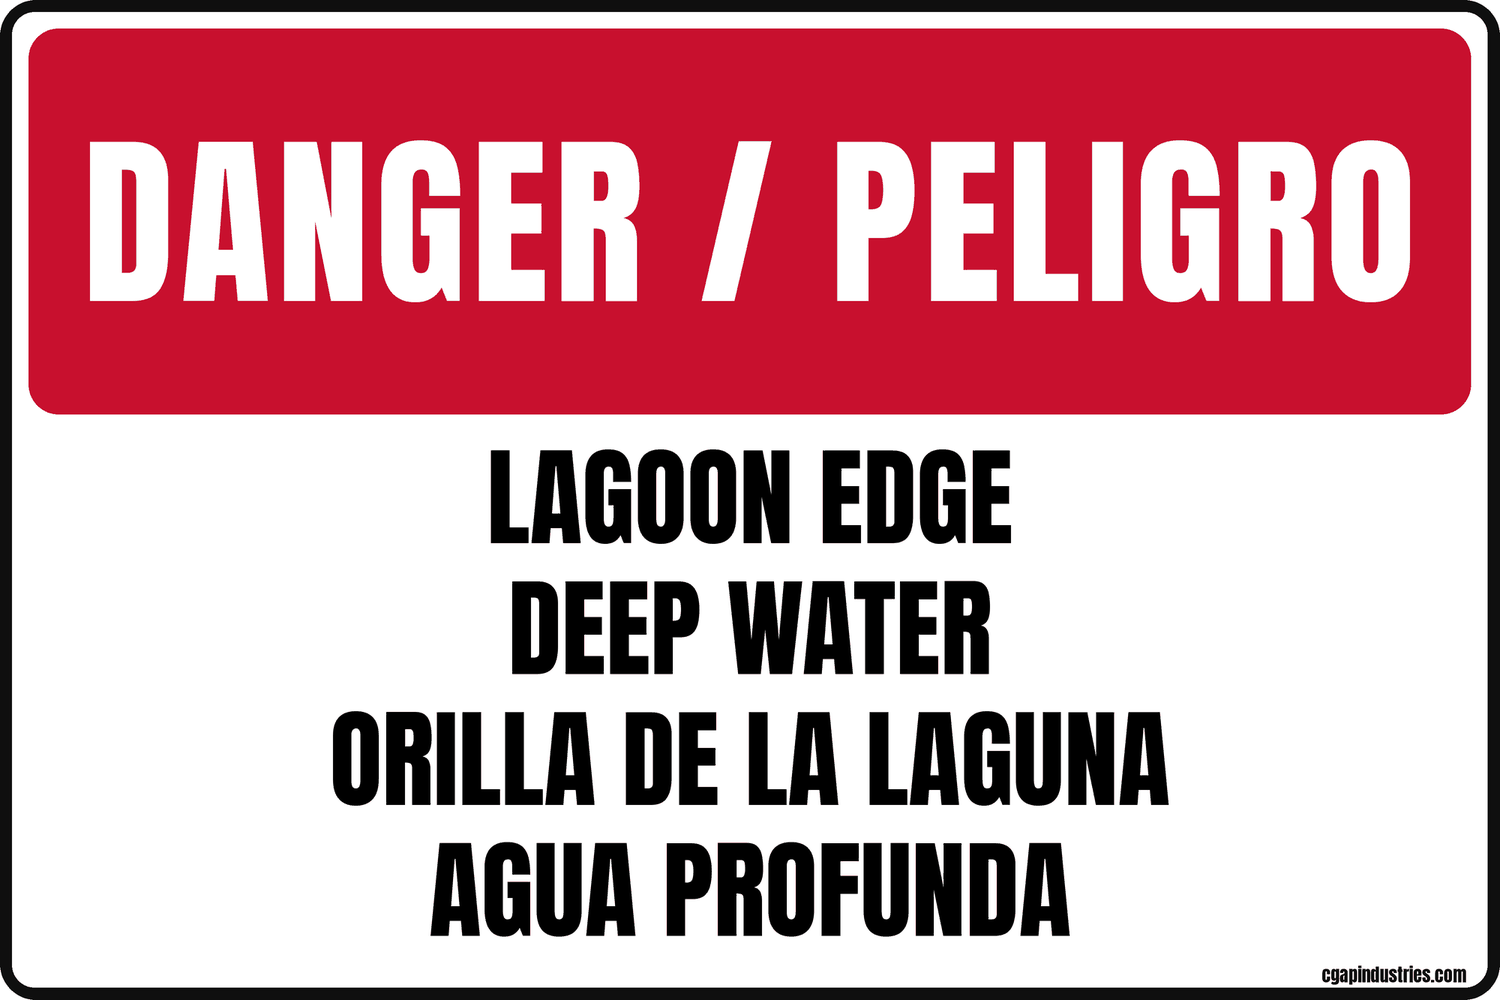 DANGER / PELIGRO
LAGOON EDGE
DEEP WATER
ORILLA DE LA LAGUNA
AGUA PROFUNDA
cgapindustries.com